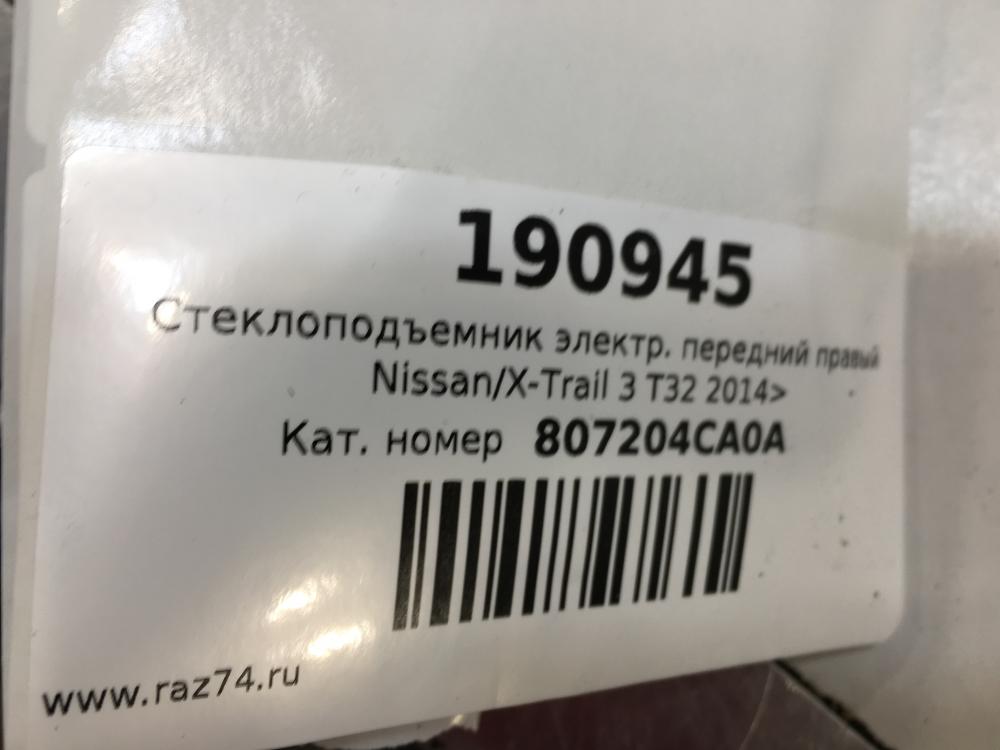 190945
Стеклоподъемник электр. передний правый
Nissan/X-Trail 3 T32 2014>
Кат. номер 807204CA0A
www.raz74.ru